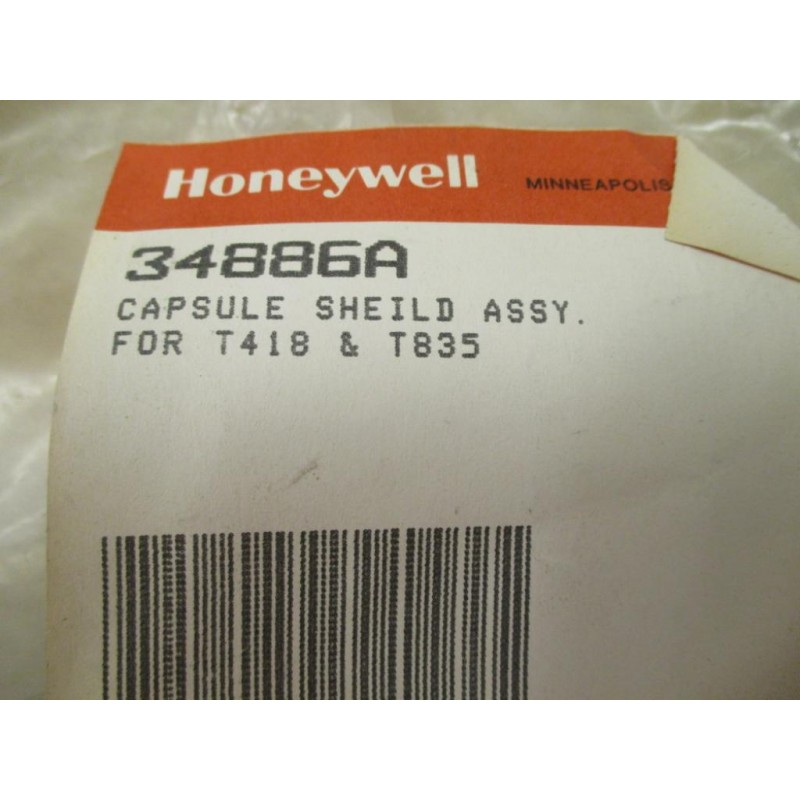 Honeywell MINNEAPOLIS
34886A
CAPSULE SHEILD ASSY.
FOR T418 & T835